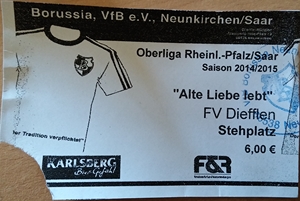 Borussia, VfB e.V., Neunkirchen/Saar
Oberliga Rheinl.-Pfalz/Saar
Saison 2014/2015
"Alte Liebe lebt"
FV Diefflen
Stehplatz
6,00 €
der Tradition verpflichtet"
KARLSBERG
F&R